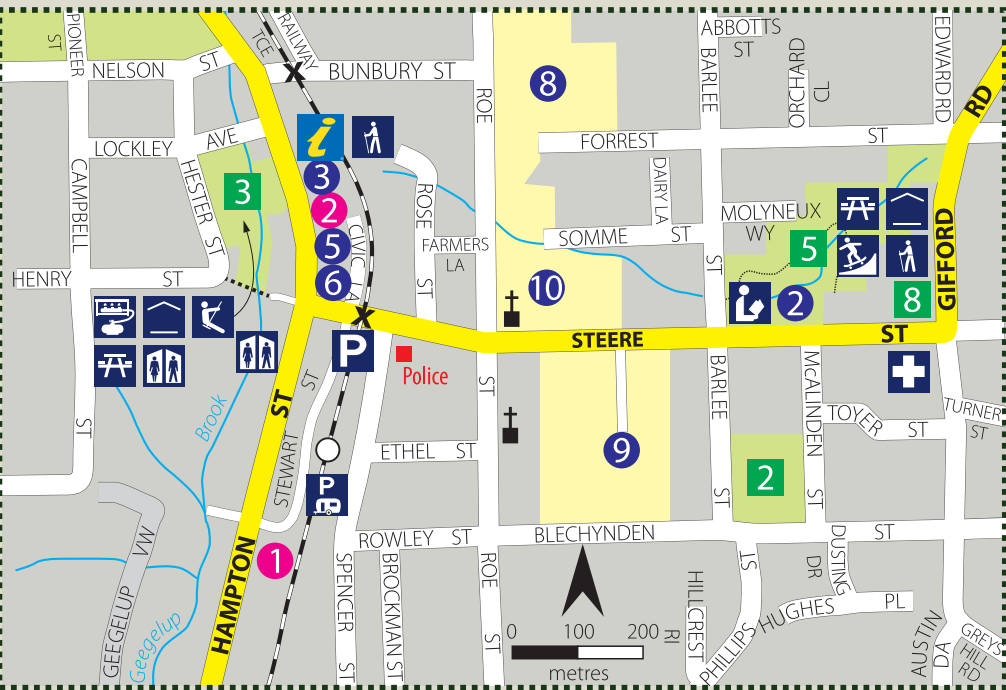 PIONEER ST
TCE
RAILWAY
ABBOTTS ST
EDWARD RD
NELSON ST
X BUNBURY ST
ROE
8
BARLEE
ORCHARD CL
RD
LOCKLEY AVE
i
FORREST ST
3
3
2
5
6
CAMPBELL
HESTER ST
ROSE ST
CIVIC LA
FARMERS LA
DAIRY LA
MOLYNEUX WY
SOMME ST
5
GIFFORD
HENRY ST
10
ST
2
8
X
STEERE ST
P
Police
ST
BARLEE
McALINDEN
TURNER ST
TOYER ST
ST
Brook
ST
STEWART ST
ETHEL ST
9
2
P
ST
ST
VW
GEEGELUP
Geegelup
HAMPTON
1
ROWLEY ST
BLECHYNDEN ST
SPENCER ST
BROCKMAN ST
ROE ST
0 100 200
metres
HILLCREST
RI
PHILLIPS ST
DUSTING DR
HUGHES PL
AUSTIN DA
GREYS HILL RD